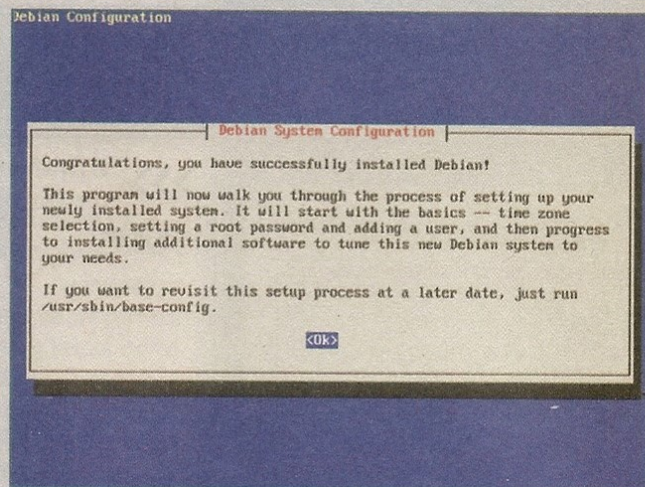 Debian Configuration
Debian System Configuration
Congratulations, you have successfully installed Debian!
This program will now walk you through the process of setting up your
newly installed system. It will start with the basics -- time zone
selection, setting a root password and adding a user, and then progress
to installing additional software to tune this new Debian system to
your needs.
If you want to revisit this setup process at a later date, just run
/usr/sbin/base-config.
<Ok>